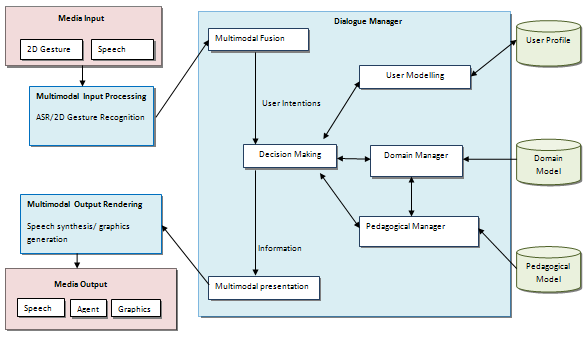 Media Input
2D Gesture
Speech
Multimodal Input Processing
ASR/2D Gesture Recognition
Multimodal Output Rendering
Speech synthesis/ graphics
generation
Media Output
Speech
Agent
Graphics
Dialogue Manager
Multimodal Fusion
User Modelling
User Intentions
Decision Making
Domain Manager
Pedagogical Manager
Information
Multimodal presentation
User Profile
Domain
Model
Pedagogical
Model